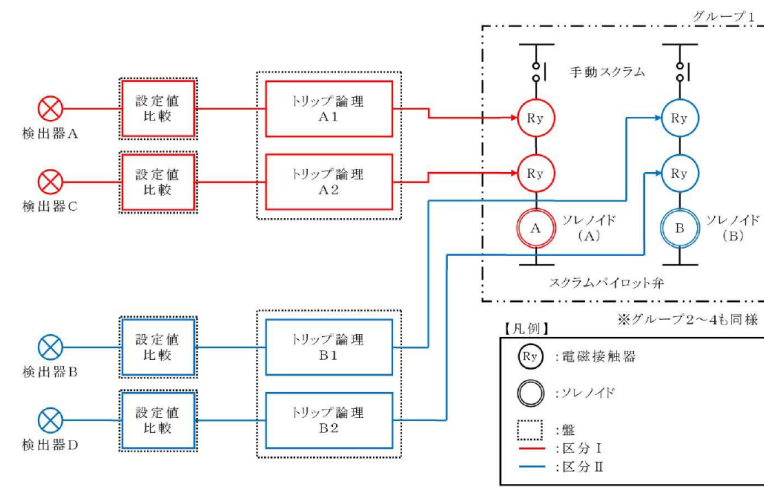 グループ1
手動スクラム
設定値
比較
トリップ論理
A1
Ry
Ry
検出器A
設定値
比較
トリップ論理
A2
Ry
Ry
検出器C
A
ソレノイド
(A)
B
ソレノイド
(B)
スクラムパイロット弁
※グループ2～4も同様
設定値
比較
トリップ論理
B1
検出器B
設定値
比較
トリップ論理
B2
検出器D
【凡例】
Ry :電磁接触器
:ソレノイド
:盤
:区分Ⅰ
:区分Ⅱ